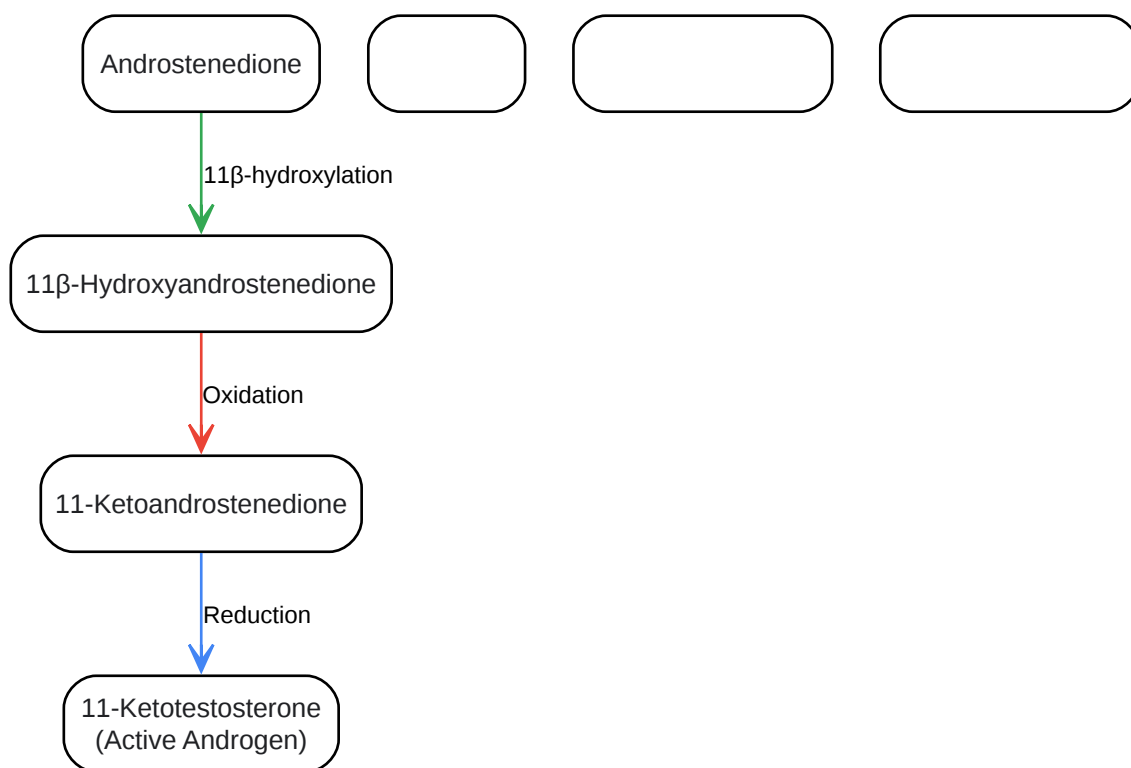 Androstenedione
11β-hydroxylation
11β-Hydroxyandrostenedione
Oxidation
11-Ketoandrostenedione
Reduction
11-Ketotestosterone
(Active Androgen)